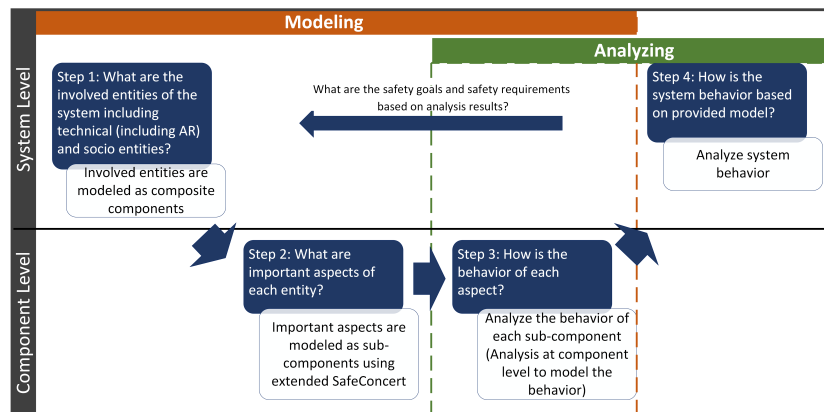 Modeling
Analyzing
System Level
Step 1: What are the
involved entities of the
system including
technical (including AR)
and socio entities?
Involved entities are
modeled as composite
components
What are the safety goals and safety requirements
based on analysis results?
Step 4: How is the
system behavior based
on provided model?
Analyze system
behavior
Component Level
Step 2: What are
important aspects of
each entity?
Important aspects are
modeled as sub-
components using
extended SafeConcert
Step 3: How is the
behavior of each
aspect?
Analyze the behavior of
each sub-component
(Analysis at component
level to model the
behavior)